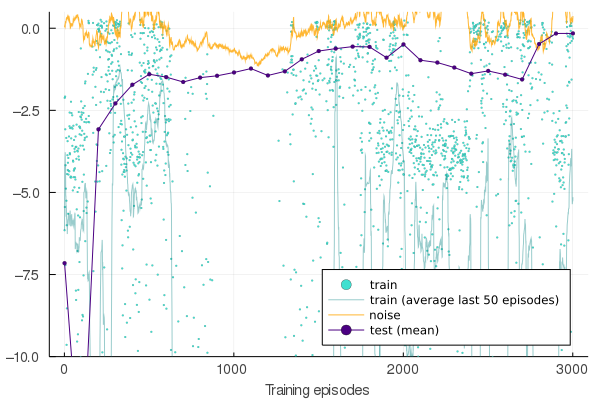 0.0
−2.5
−5.0
−7.5
−10.0
0
1000
2000
3000
Training episodes
train
train (average last 50 episodes)
noise
test (mean)